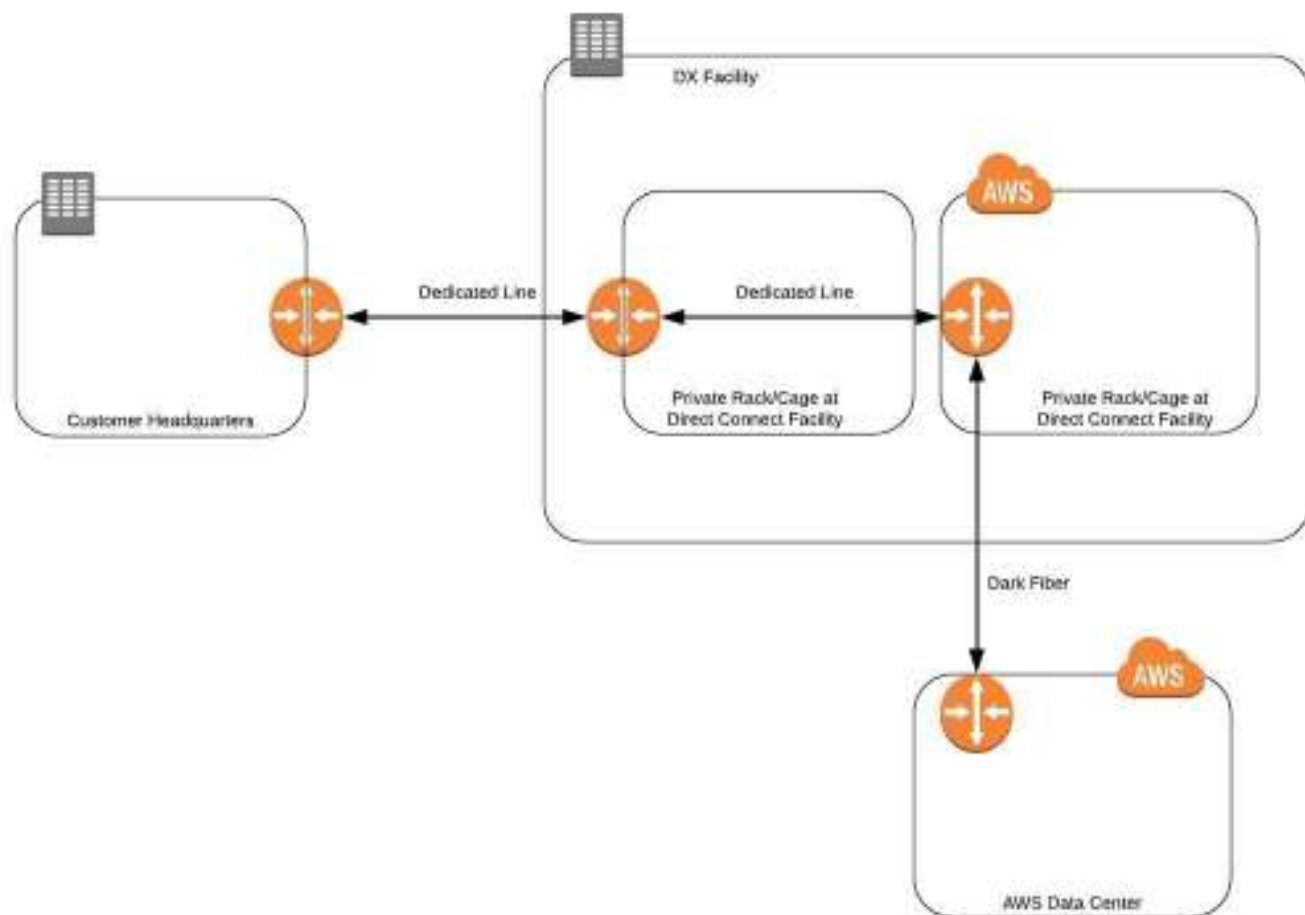 DX Facility
AWS
Dedicated Line
Dedicated Line
Customer Headquarters
Private Rack/Cage at
Direct Connect Facility
Private Rack/Cage at
Direct Connect Facility
Dark Fiber
AWS
AWS Data Center